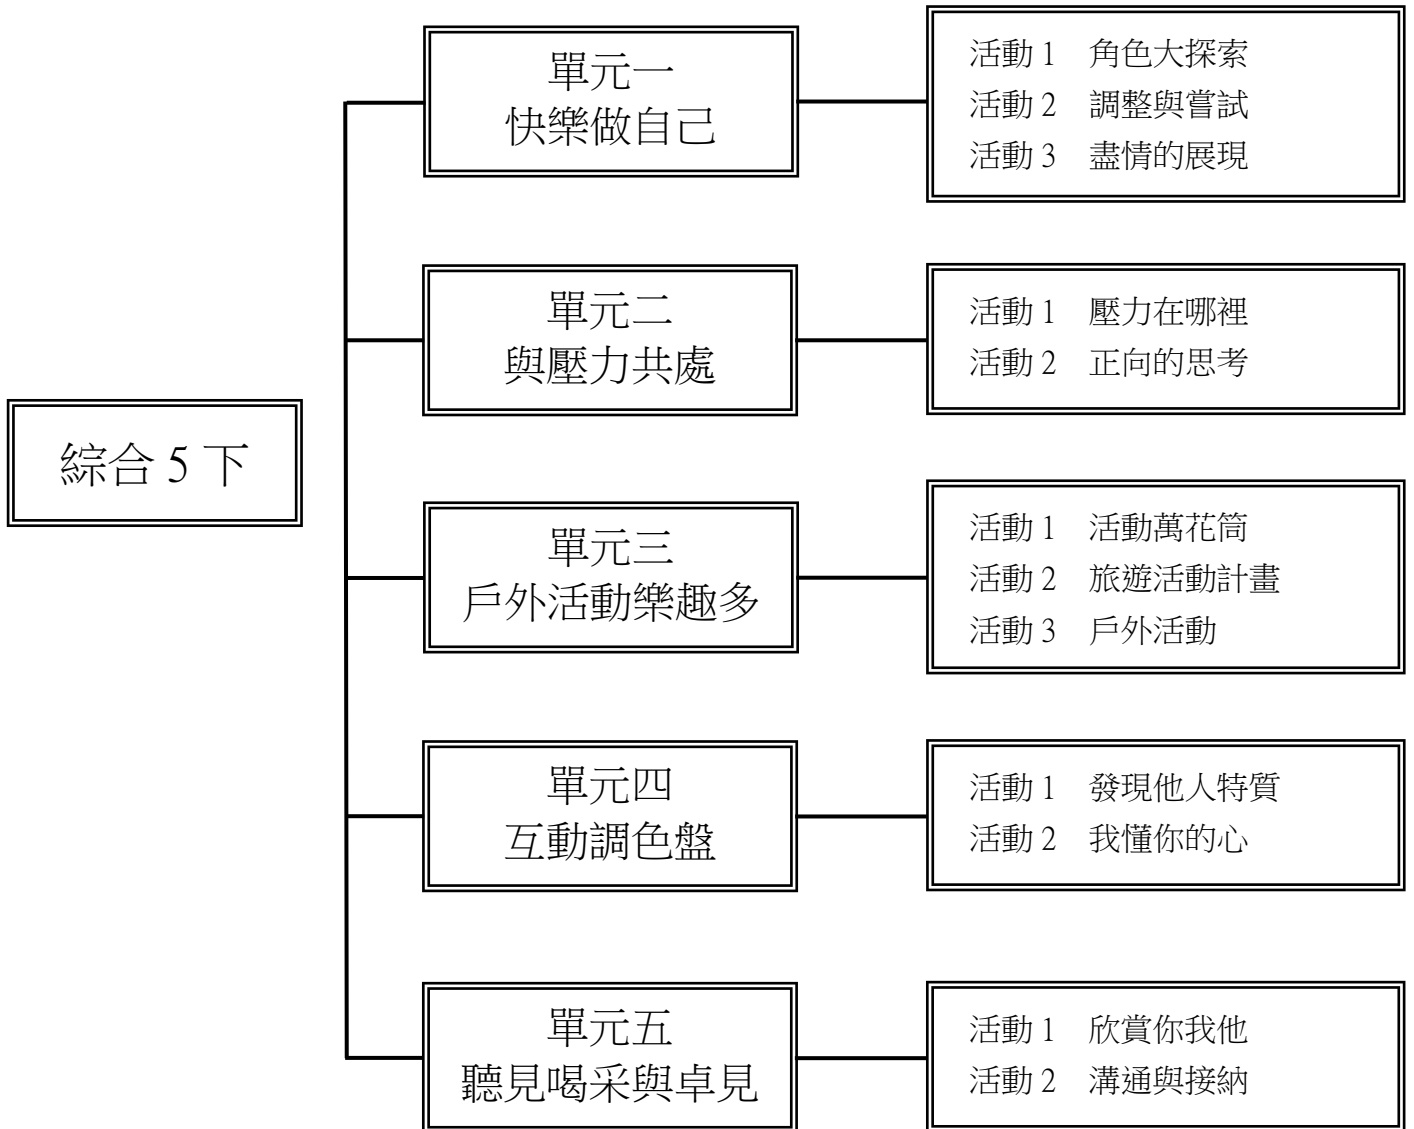 綜合 5 下
單元一
快樂做自己
活動 1 角色大探索
活動 2 調整與嘗試
活動 3 盡情的展現
單元二
與壓力共處
活動 1 壓力在哪裡
活動 2 正向的思考
單元三
戶外活動樂趣多
活動 1 活動萬花筒
活動 2 旅遊活動計畫
活動 3 戶外活動
單元四
互動調色盤
活動 1 發現他人特質
活動 2 我懂你的心
單元五
聽見喝采與卓見
活動 1 欣賞你我他
活動 2 溝通與接納